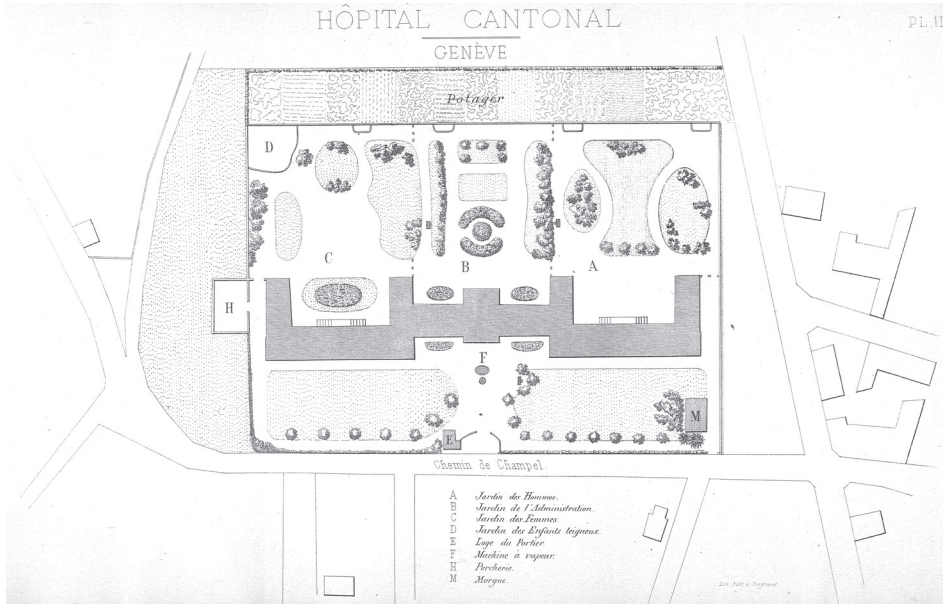 HÔPITAL CANTONAL
PL. II
GENÈVE
Potager
D
C
B
A
H
F
M
E
Chemin de Champel.
A Jardin des Hommes.
B Jardin de l'Administration.
C Jardin des Femmes.
D Jardin des Enfants teigneux.
E Loge du Portier.
F Machine à vapeur.
H Porcherie.
M Morgue.